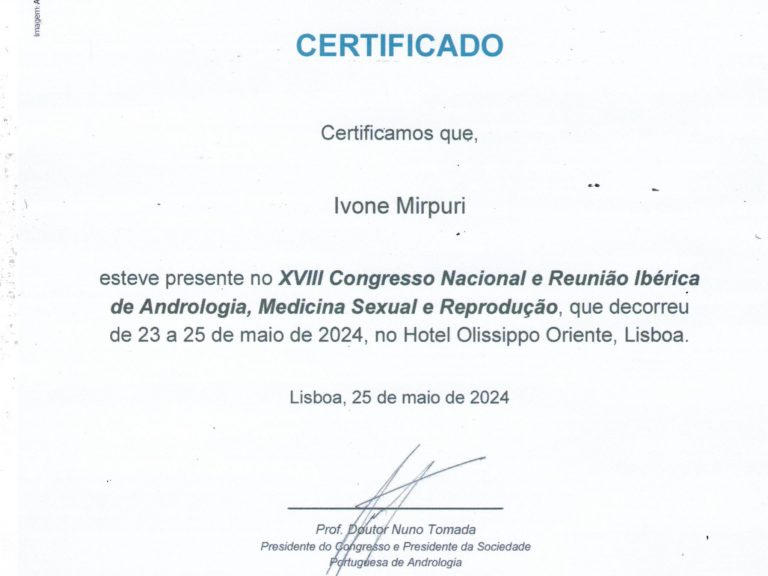 Imagem:
CERTIFICADO
Certificamos que,
Ivone Mirpuri
esteve presente no XVIII Congresso Nacional e Reunião Ibérica
de Andrologia, Medicina Sexual e Reprodução, que decorreu
de 23 a 25 de maio de 2024, no Hotel Olissippo Oriente, Lisboa.
Lisboa, 25 de maio de 2024
Prof. Doutor Nuno Tomada
Presidente do Congresso e Presidente da Sociedade
Portuguesa de Andrologia